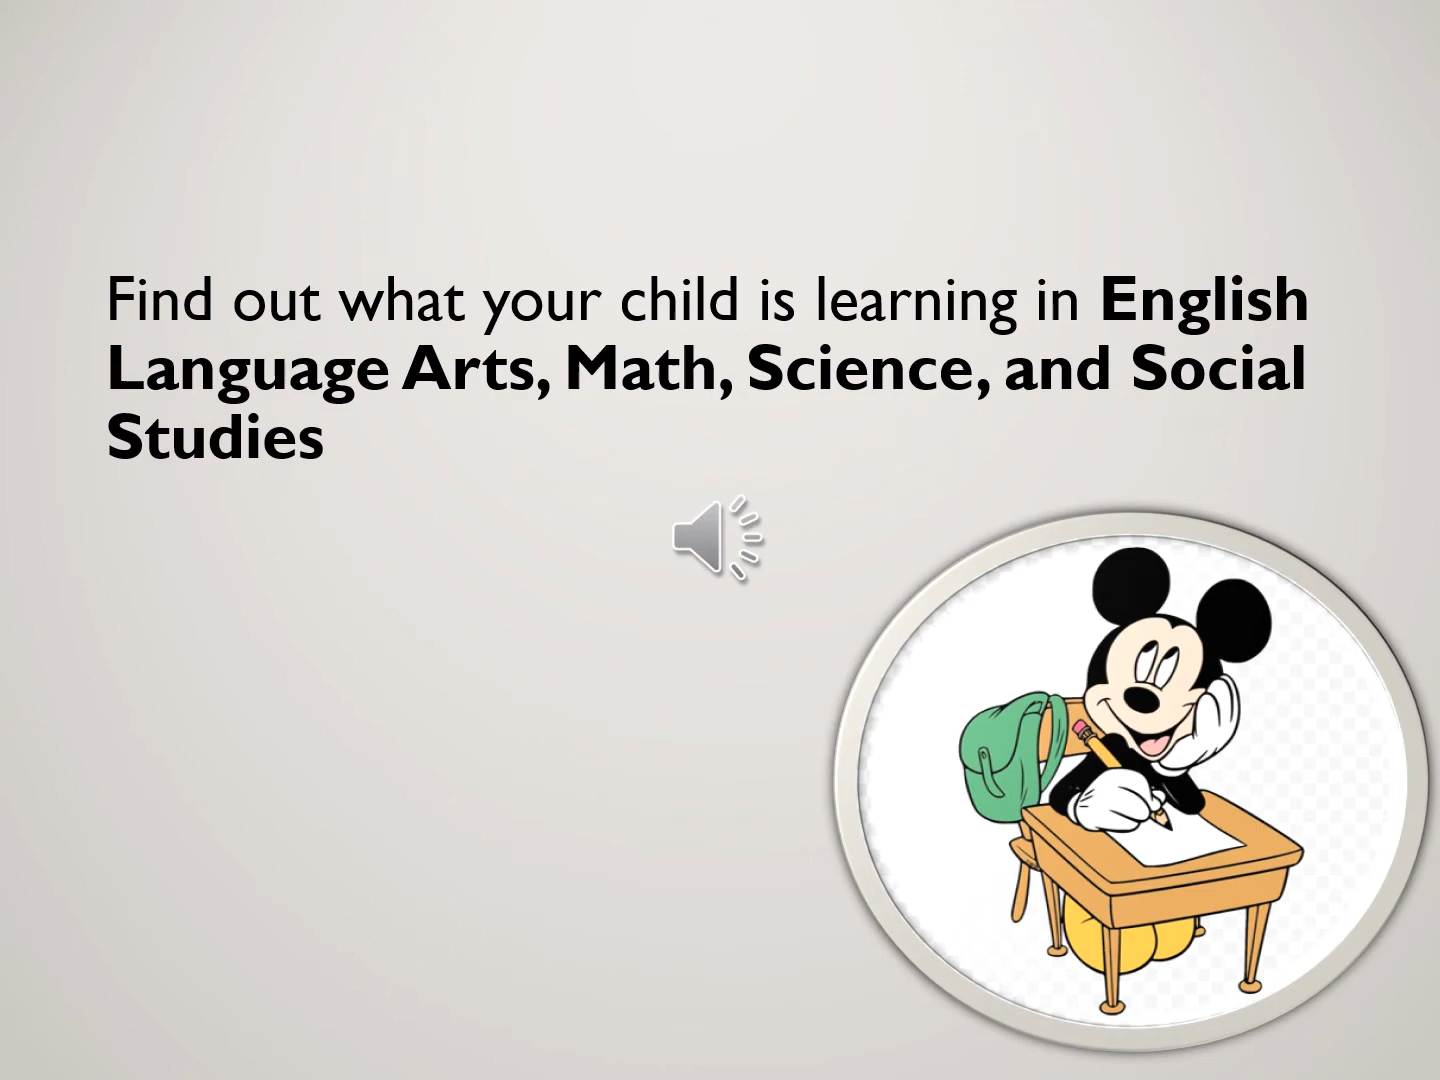 Find out what your child is learning in English
Language Arts, Math, Science, and Social
Studies